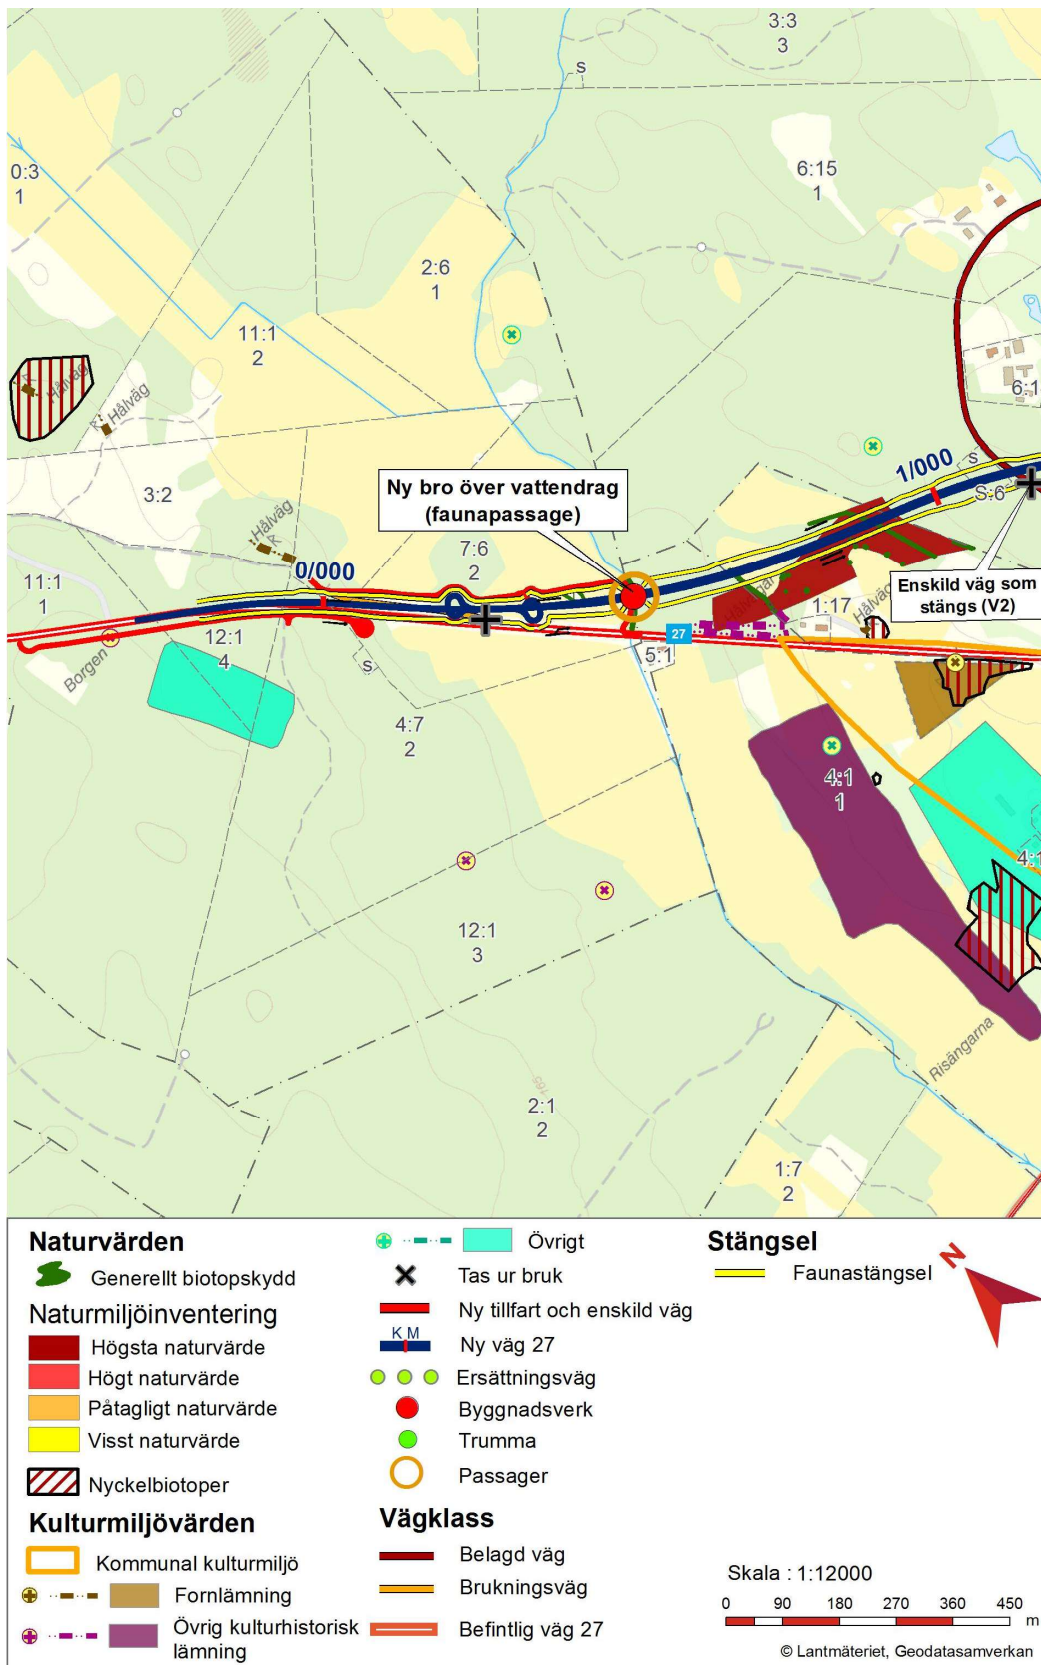 3:3
3
S
0:3
1
6:15
1
2:6
1
11:1
2
Hålväg
Hålväg
6:1
3:2
Ny bro över vattendrag
(faunapassage)
1/000
S
S:6
Hålväg
7:6
2
0/000
11:1
1
Enskild väg som
stängs (V2)
Hålvägar
1:17
Hålväg
12:1
4
Borgen
S
27
5:1
4:7
2
4:1
1
4:1
12:1
3
Risängarna
165
2:1
2
1:7
2
Naturvärden
Generellt biotopskydd
Naturmiljöinventering
Högsta naturvärde
Högt naturvärde
Påtagligt naturvärde
Visst naturvärde
Nyckelbiotoper
Kulturmiljövärden
Kommunal kulturmiljö
Fornlämning
Övrig kulturhistorisk
lämning
Övrigt
Tas ur bruk
Ny tillfart och enskild väg
K M
Ny väg 27
Ersättningsväg
Byggnadsverk
Trumma
Passager
Vägklass
Belagd väg
Brukningsväg
Befintlig väg 27
Stängsel
Faunastängsel
N
Skala : 1:12000
0 90 180 270 360 450
m
© Lantmäteriet, Geodatasamverkan